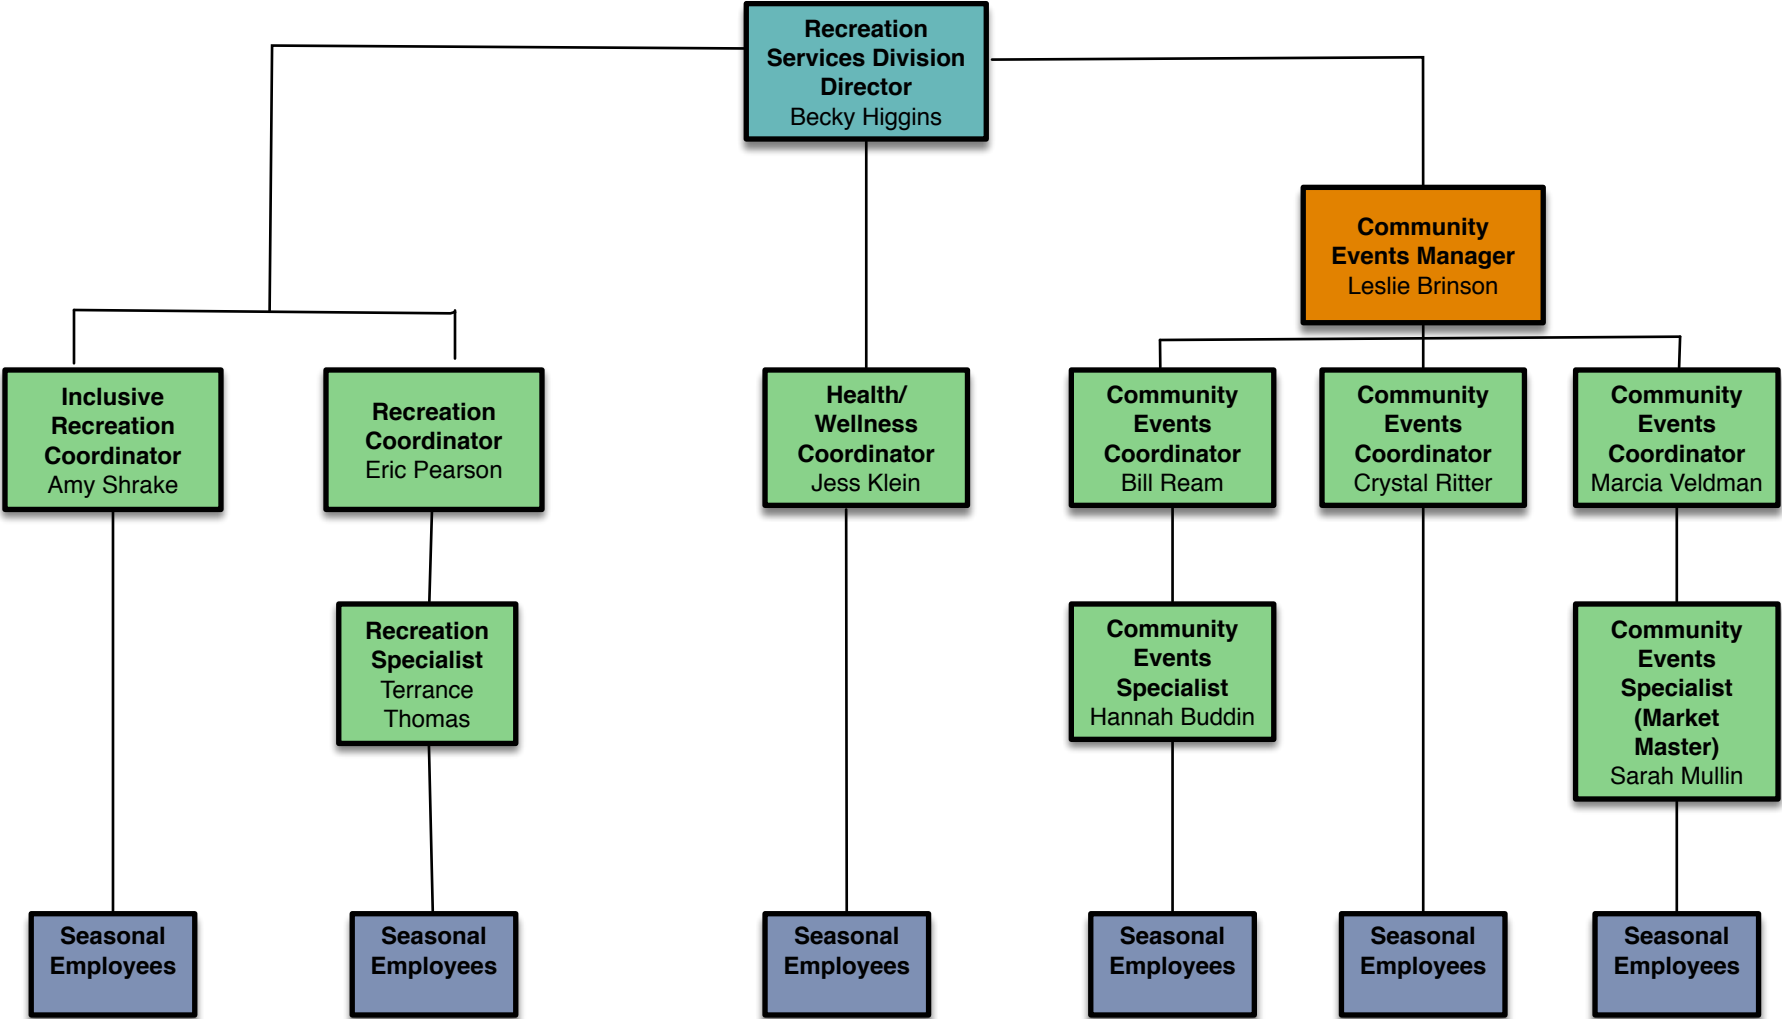 Recreation
Services Division
Director
Becky Higgins
Community
Events Manager
Leslie Brinson
Inclusive
Recreation
Coordinator
Amy Shrake
Recreation
Coordinator
Eric Pearson
Health/
Wellness
Coordinator
Jess Klein
Community
Events
Coordinator
Bill Ream
Community
Events
Coordinator
Crystal Ritter
Community
Events
Coordinator
Marcia Veldman
Recreation
Specialist
Terrance
Thomas
Community
Events
Specialist
Hannah Buddin
Community
Events
Specialist
(Market
Master)
Sarah Mullin
Seasonal
Employees
Seasonal
Employees
Seasonal
Employees
Seasonal
Employees
Seasonal
Employees
Seasonal
Employees